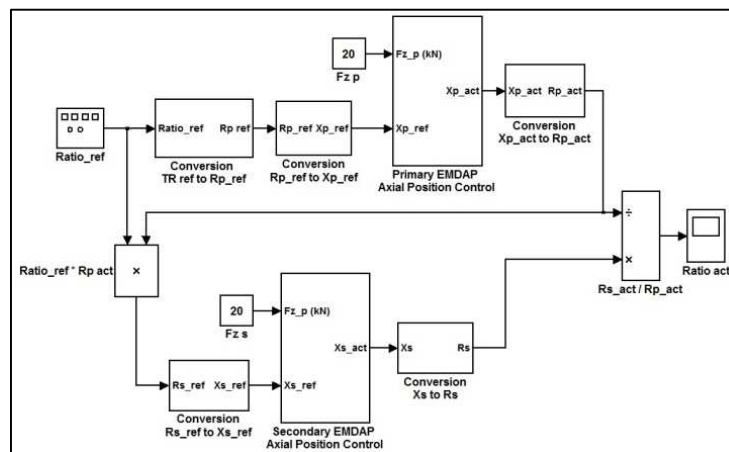 20
Fz_p (kN)
Fz p
Xp_act
Xp_act Rp_act
Ratio_ref
Ratio_ref Rp ref
Rp_ref Xp_ref
Xp_ref
Conversion
TR ref to Rp_ref
Conversion
Rp_ref to Xp_ref
Primary EMDAP
Axial Position Control
Conversion
Xp_act to Rp_act
÷
×
Rs_act / Rp_act
Ratio act
Ratio_ref * Rp act
×
20
Fz_p (kN)
Fz s
Xs_act
Xs Rs
Conversion
Xs to Rs
Rs_ref Xs_ref
Xs_ref
Conversion
Rs_ref to Xs_ref
Secondary EMDAP
Axial Position Control